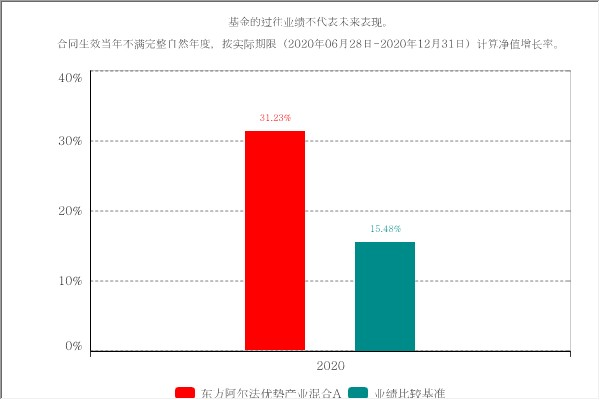 基金的过往业绩不代表未来表现。
合同生效当年不满完整自然年度，按实际期限（2020年06月28日-2020年12月31日）计算净值增长率。
40%
31.23%
30%
20%
15.48%
10%
0%
2020
东方阿尔法优势产业混合A 业绩比较基准